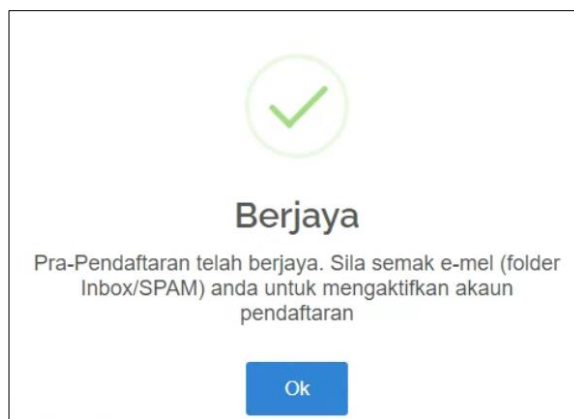 Berjaya
Pra-Pendaftaran telah berjaya. Sila semak e-mel (folder
Inbox/SPAM) anda untuk mengaktifkan akaun
pendaftaran
Ok